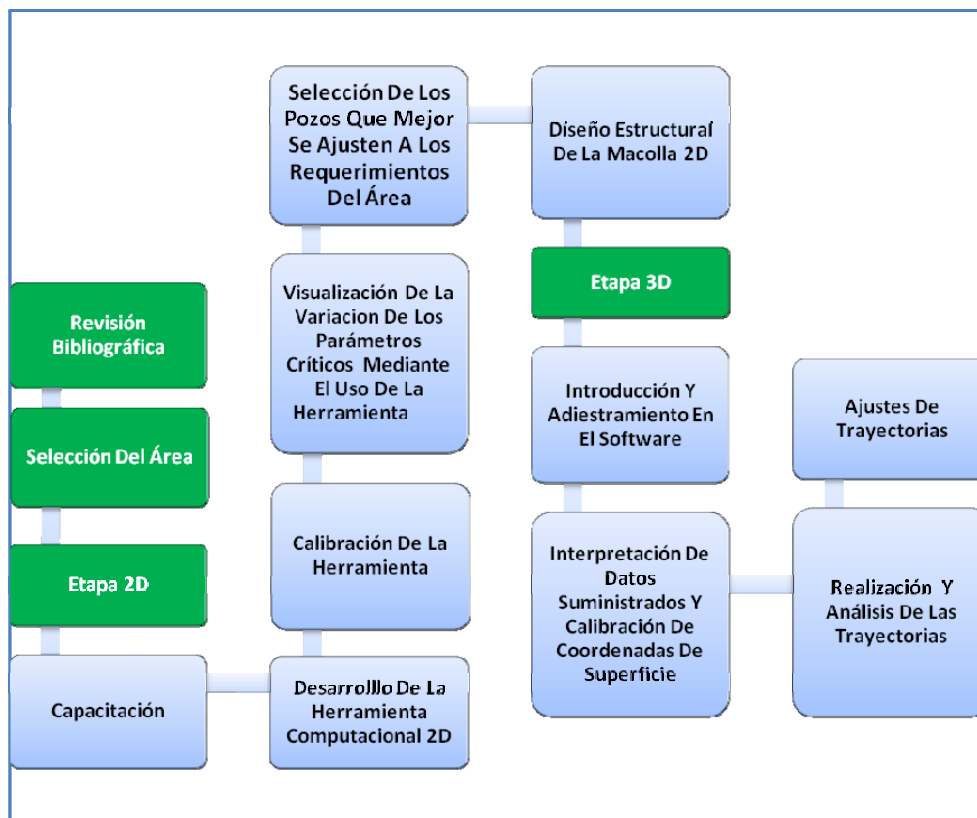 Revisión
Bibliográfica
Selección Del Área
Etapa 2D
Capacitación
Desarrolllo De La
Herramienta
Computacional 2D
Calibración De La
Herramienta
Visualización De La
Variacion De Los
Parámetros
Críticos Mediante
El Uso De La
Herramienta
Selección De Los
Pozos Que Mejor
Se Ajusten A Los
Requerimientos
Del Área
Diseño Estructural
De La Macolla 2D
Etapa 3D
Introducción Y
Adiestramiento En
El Software
Interpretación De
Datos
Suministrados Y
Calibración De
Coordenadas De
Superficie
Realización Y
Análisis De Las
Trayectorias
Ajustes De
Trayectorias